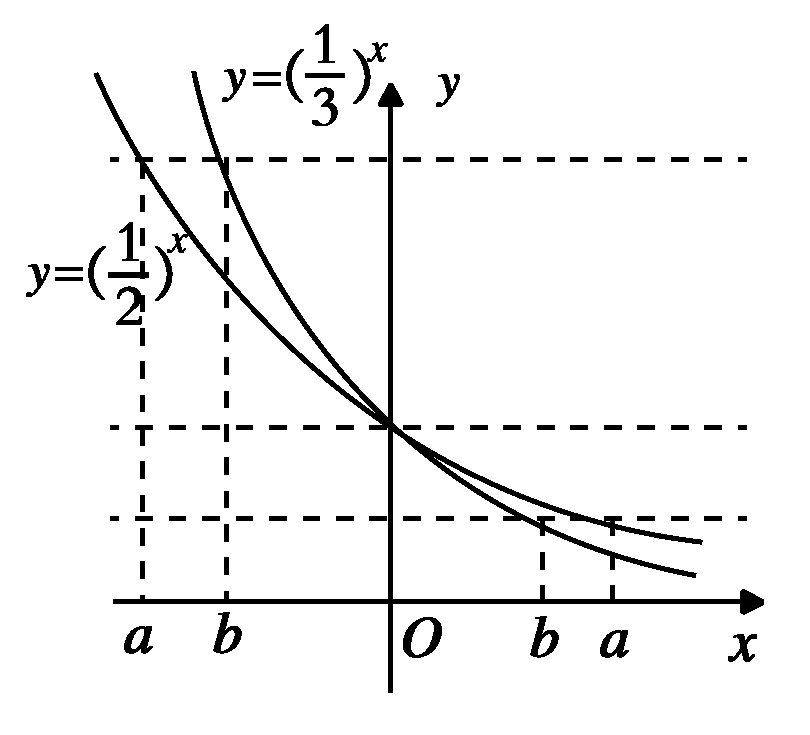 y=(1/3)^x
y
y=(1/2)^x
a b O b a x